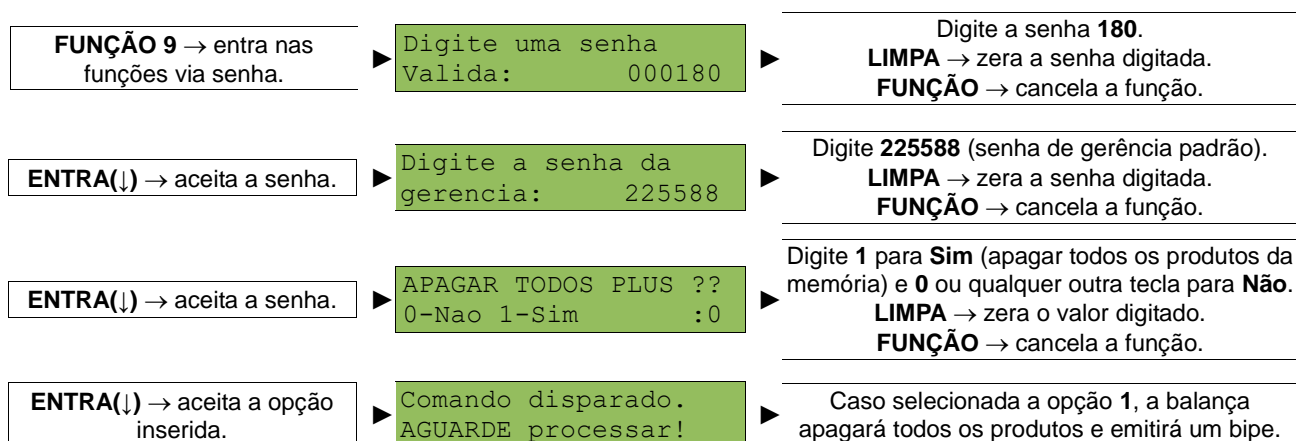 FUNÇÃO 9 → entra nas
funções via senha.
Digite uma senha
Valida: 000180
Digite a senha 180.
LIMPA → zera a senha digitada.
FUNÇÃO → cancela a função.
ENTRA(↓) → aceita a senha.
Digite a senha da
gerencia: 225588
Digite 225588 (senha de gerência padrão).
LIMPA → zera a senha digitada.
FUNÇÃO → cancela a função.
ENTRA(↓) → aceita a senha.
APAGAR TODOS PLUS ??
0-Nao 1-Sim :0
Digite 1 para Sim (apagar todos os produtos da
memória) e 0 ou qualquer outra tecla para Não.
LIMPA → zera o valor digitado.
FUNÇÃO → cancela a função.
ENTRA(↓) → aceita a opção
inserida.
Comando disparado.
AGUARDE processar!
Caso selecionada a opção 1, a balança
apagará todos os produtos e emitirá um bipe.